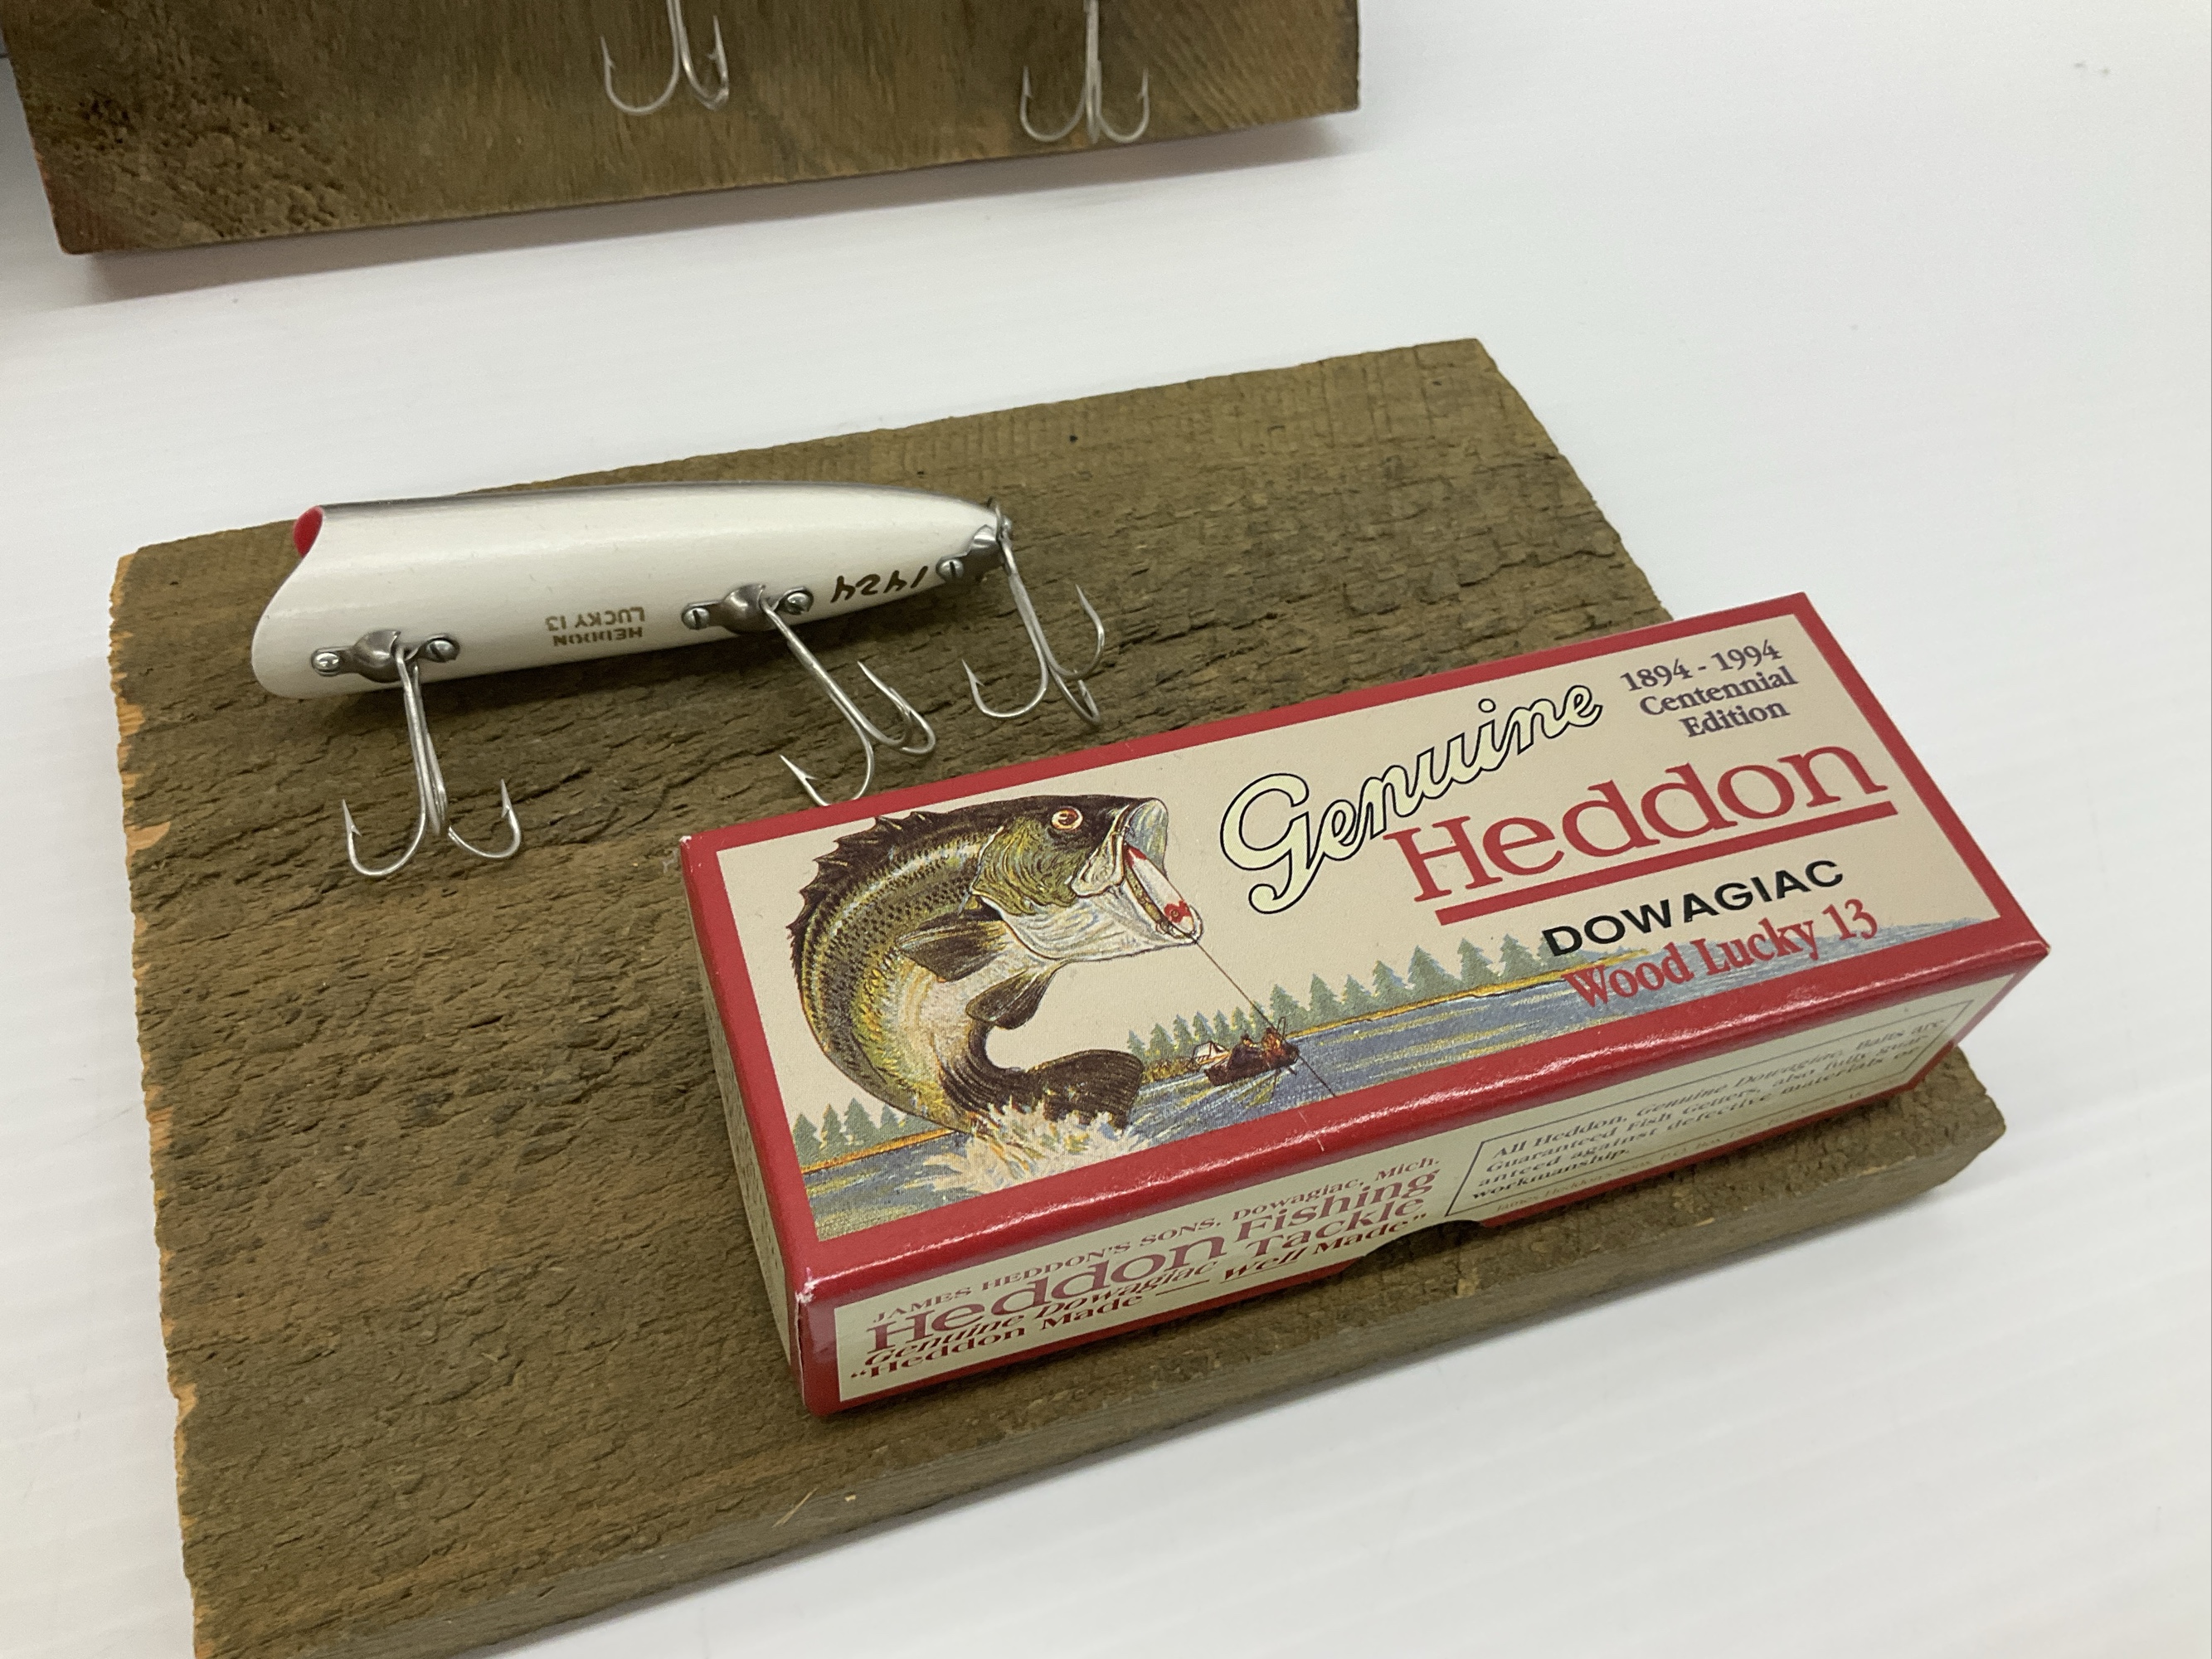 HEDDON
LUCKY 13
1424
Genuine
1894 - 1994
Centennial
Edition
Heddon
DOWAGIAC
Wood Lucky 13
JAMES HEDDON'S SONS, Dowagiac, Mich.
Heddon Fishing
Genuine Dowagiac Tackle
"Heddon Made — Well Made"
All Heddon, Genuine Dowagiac, Baits are
Guaranteed Fish Getters, also fully guar-
anteed against defective materials or
workmanship.